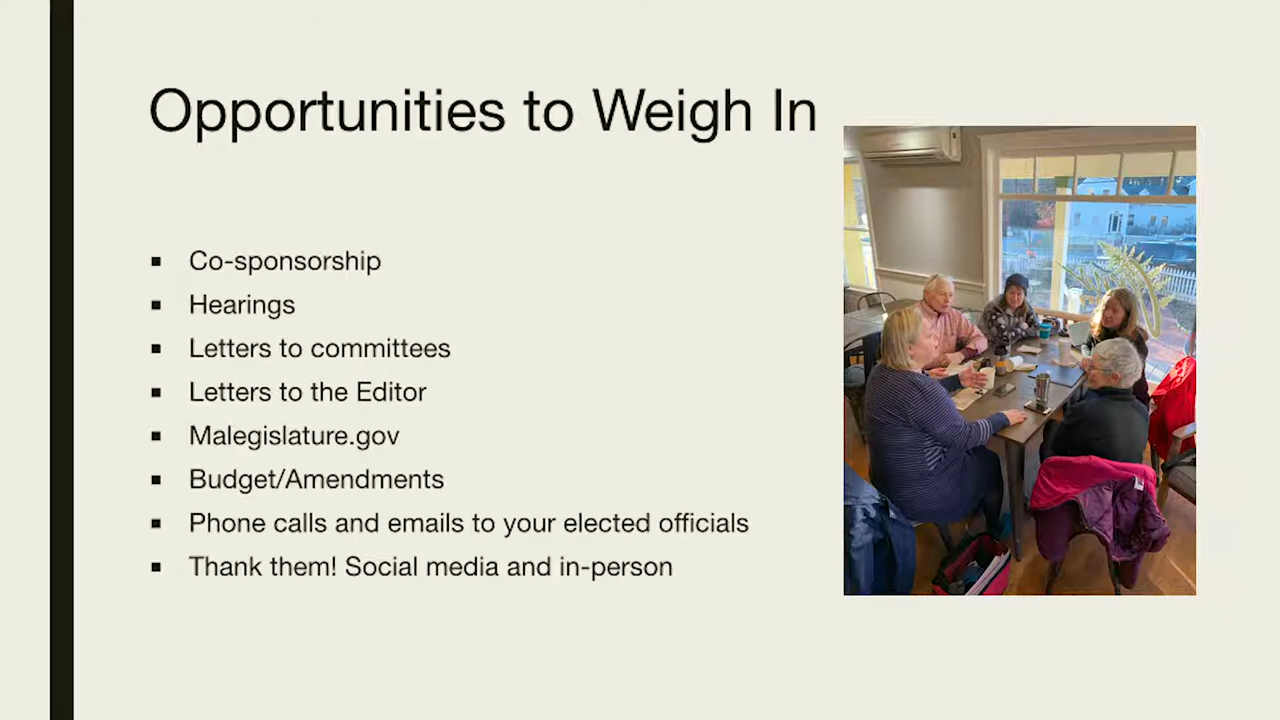 Opportunities to Weigh In
Co-sponsorship
Hearings
Letters to committees
Letters to the Editor
Malegislature.gov
Budget/Amendments
Phone calls and emails to your elected officials
Thank them! Social media and in-person